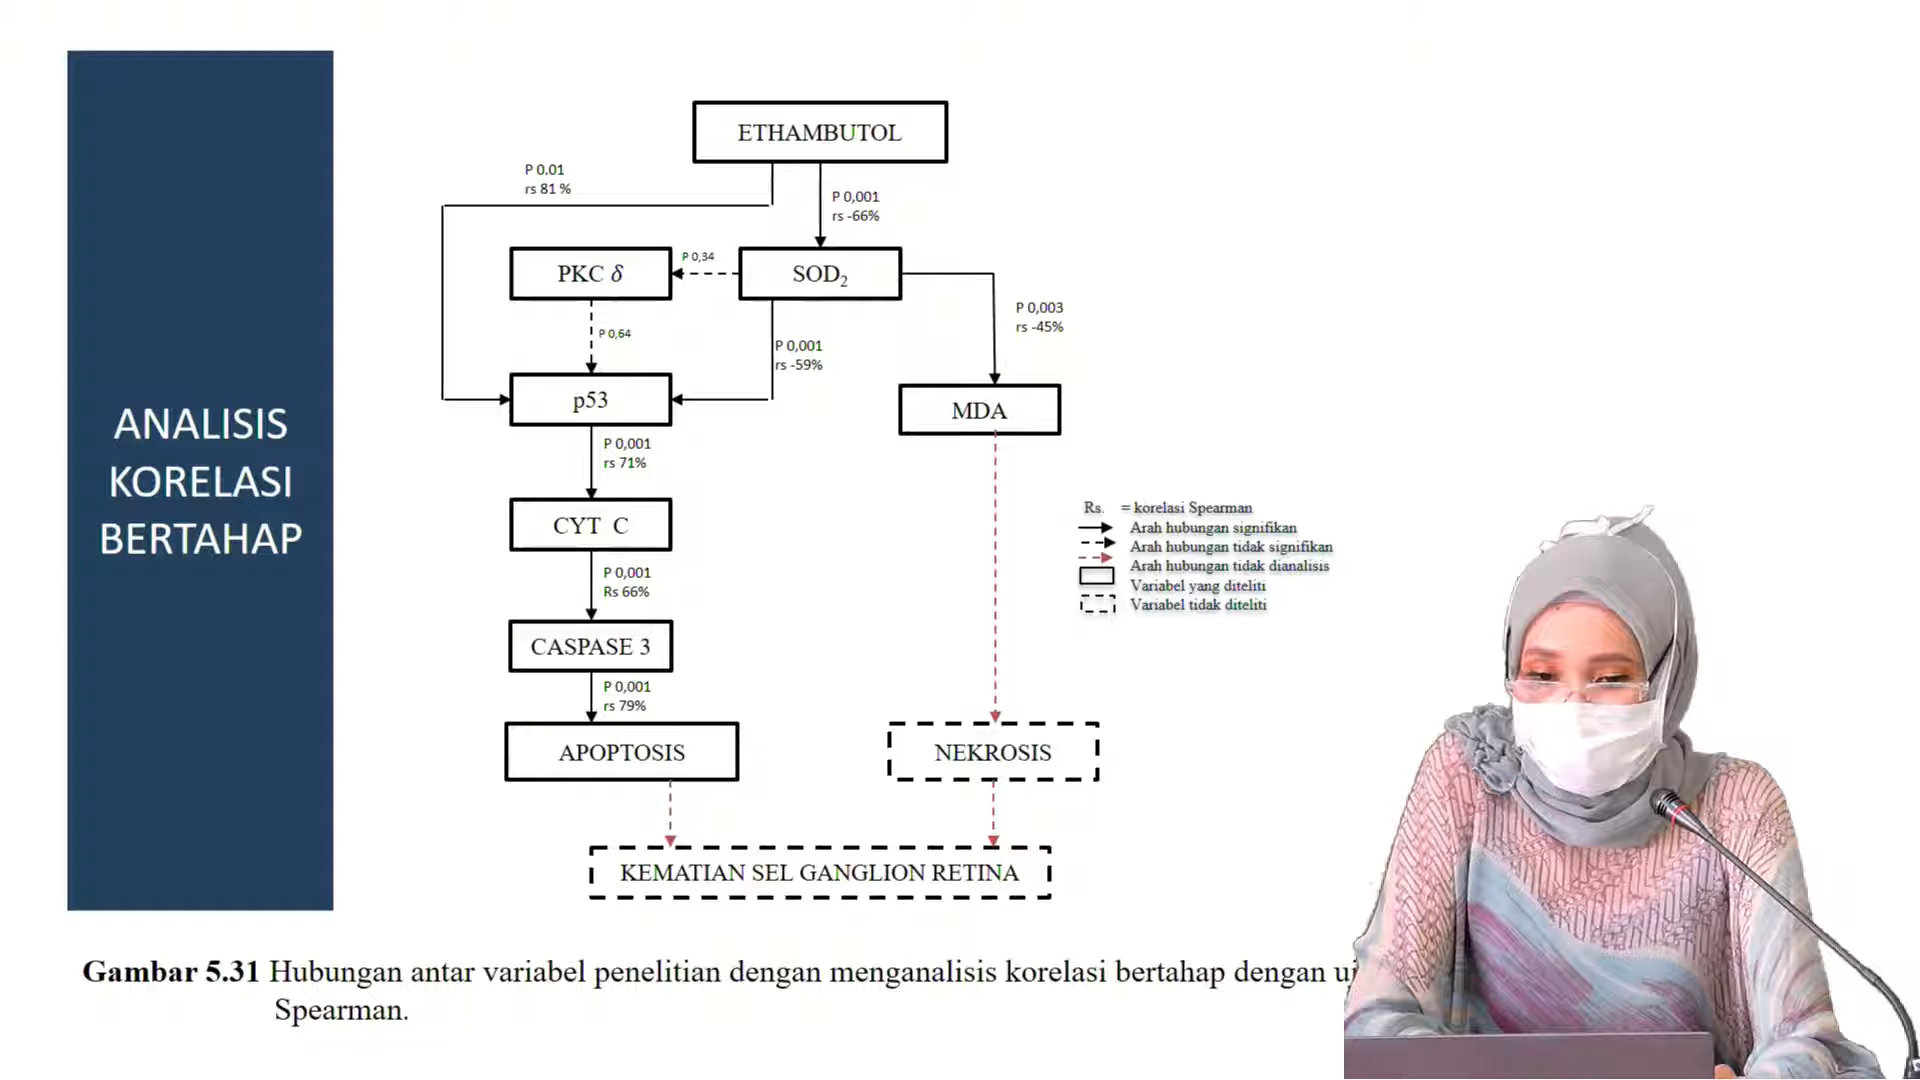 ANALISIS
KORELASI
BERTAHAP
ETHAMBUTOL
P 0.01
rs 81 %
P 0,001
rs -66%
PKC δ
P 0,34
SOD₂
P 0,64
P 0,001
rs -59%
P 0,003
rs -45%
p53
MDA
P 0,001
rs 71%
CYT C
P 0,001
Rs 66%
CASPASE 3
P 0,001
rs 79%
APOPTOSIS
NEKROSIS
KEMATIAN SEL GANGLION RETINA
Rs. = korelasi Spearman
Arah hubungan signifikan
Arah hubungan tidak signifikan
Arah hubungan tidak dianalisis
Variabel yang diteliti
Variabel tidak diteliti
Gambar 5.31 Hubungan antar variabel penelitian dengan menganalisis korelasi bertahap dengan
Spearman.